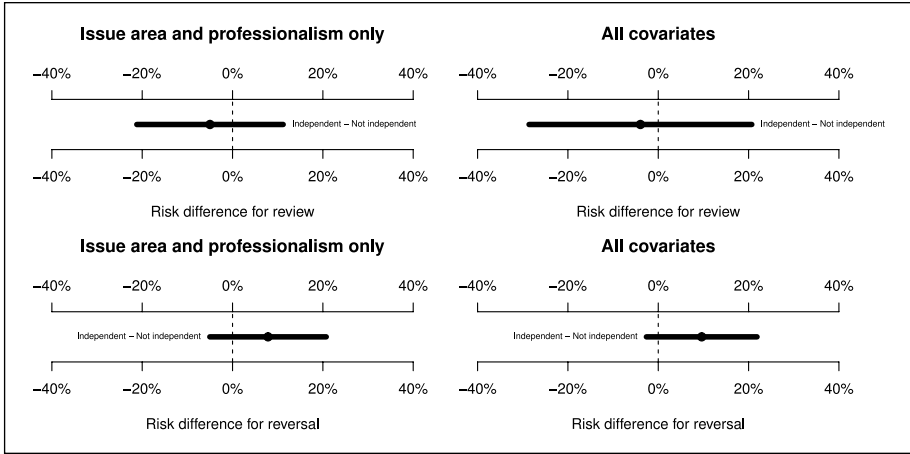 Issue area and professionalism only
−40% −20% 0% 20% 40%
Independent − Not independent
−40% −20% 0% 20% 40%
Risk difference for review
All covariates
−40% −20% 0% 20% 40%
Independent − Not independent
−40% −20% 0% 20% 40%
Risk difference for review
Issue area and professionalism only
−40% −20% 0% 20% 40%
Independent − Not independent
−40% −20% 0% 20% 40%
Risk difference for reversal
All covariates
−40% −20% 0% 20% 40%
Independent − Not independent
−40% −20% 0% 20% 40%
Risk difference for reversal